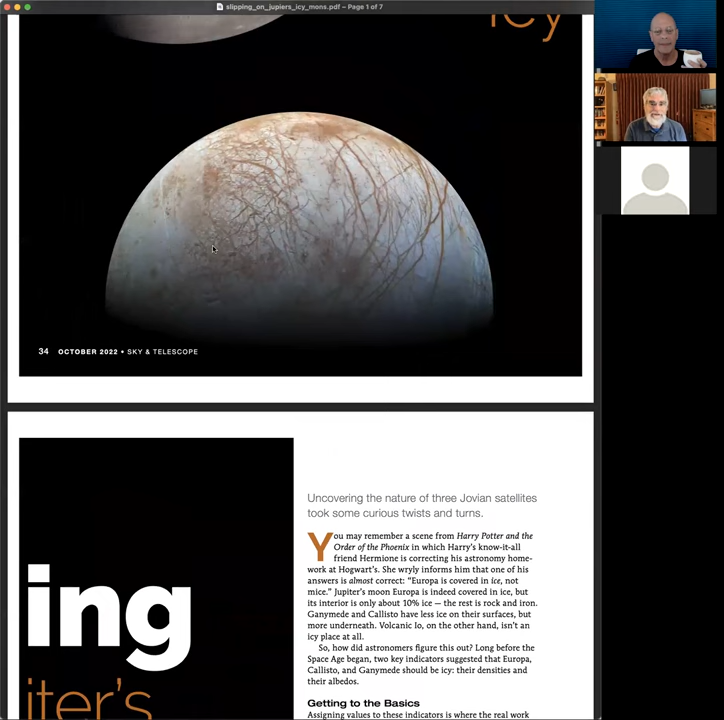 slipping_on_jupiers_icy_mons.pdf – Page 1 of 7
icy
34 OCTOBER 2022 • SKY & TELESCOPE
ing
iter's
Uncovering the nature of three Jovian satellites
took some curious twists and turns.
You may remember a scene from Harry Potter and the
Order of the Phoenix in which Harry's know-it-all
friend Hermione is correcting his astronomy home-
work at Hogwart's. She wryly informs him that one of his
answers is almost correct: “Europa is covered in ice, not
mice.” Jupiter's moon Europa is indeed covered in ice, but
its interior is only about 10% ice — the rest is rock and iron.
Ganymede and Callisto have less ice on their surfaces, but
more underneath. Volcanic Io, on the other hand, isn't an
icy place at all.
So, how did astronomers figure this out? Long before the
Space Age began, two key indicators suggested that Europa,
Callisto, and Ganymede should be icy: their densities and
their albedos.
Getting to the Basics
Assigning values to these indicators is where the real work